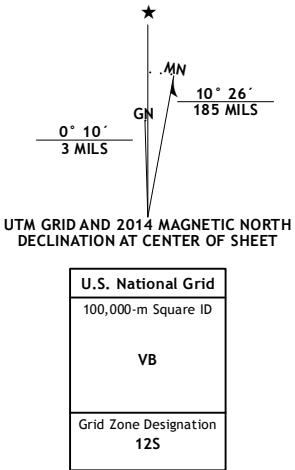 ★
MN
10° 26´
185 MILS
GN
0° 10´
3 MILS
UTM GRID AND 2014 MAGNETIC NORTH
DECLINATION AT CENTER OF SHEET
U.S. National Grid
100,000-m Square ID
VB
Grid Zone Designation
12S